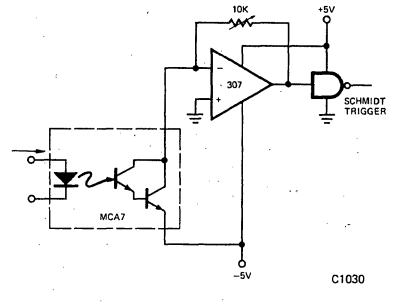 10K
+5V
−
307
+
SCHMIDT
TRIGGER
MCA7
−5V
C1030